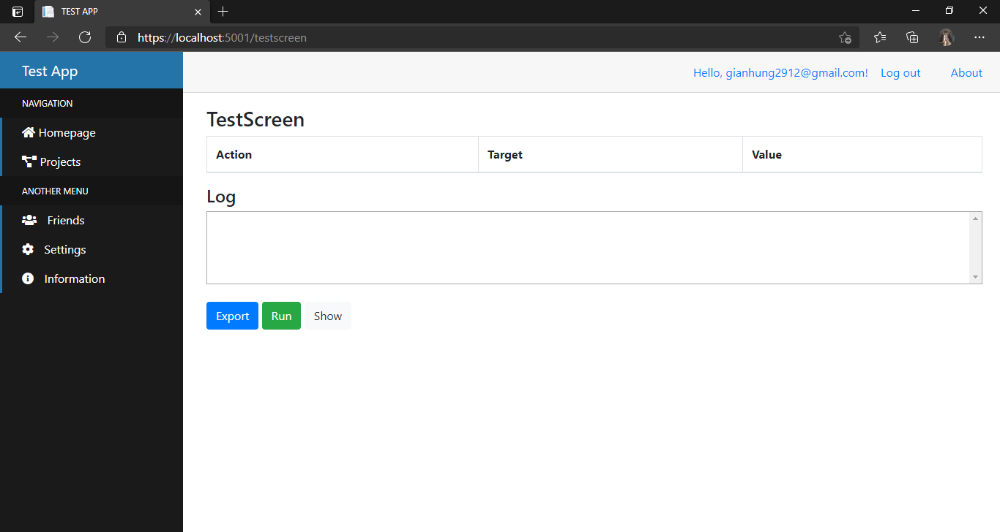 TEST APP
https://localhost:5001/testscreen
Test App
Hello, gianhung2912@gmail.com! Log out About
NAVIGATION
Homepage
Projects
ANOTHER MENU
Friends
Settings
Information
TestScreen
Action Target Value
Log
Export Run Show